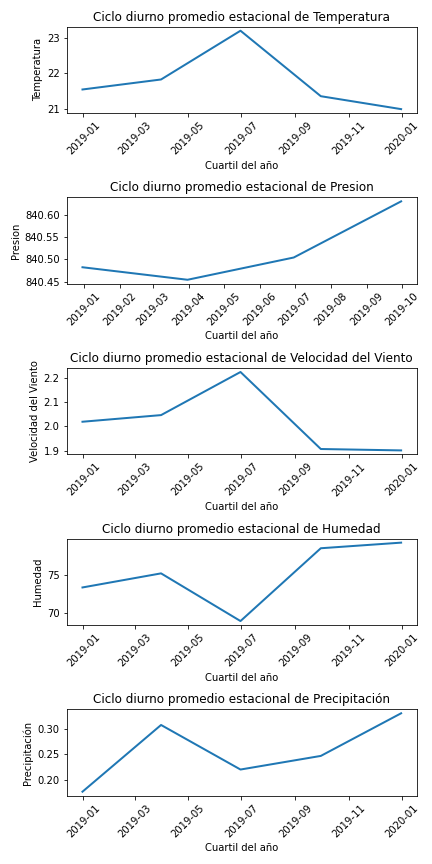 Ciclo diurno promedio estacional de Temperatura
Temperatura
23
22
21
2019-01 2019-03 2019-05 2019-07 2019-09 2019-11 2020-01
Cuartil del año
Ciclo diurno promedio estacional de Presion
Presion
840.60
840.55
840.50
840.45
2019-01 2019-02 2019-03 2019-04 2019-05 2019-06 2019-07 2019-08 2019-09 2019-10
Cuartil del año
Ciclo diurno promedio estacional de Velocidad del Viento
Velocidad del Viento
2.2
2.1
2.0
1.9
2019-01 2019-03 2019-05 2019-07 2019-09 2019-11 2020-01
Cuartil del año
Ciclo diurno promedio estacional de Humedad
Humedad
75
70
2019-01 2019-03 2019-05 2019-07 2019-09 2019-11 2020-01
Cuartil del año
Ciclo diurno promedio estacional de Precipitación
Precipitación
0.30
0.25
0.20
2019-01 2019-03 2019-05 2019-07 2019-09 2019-11 2020-01
Cuartil del año